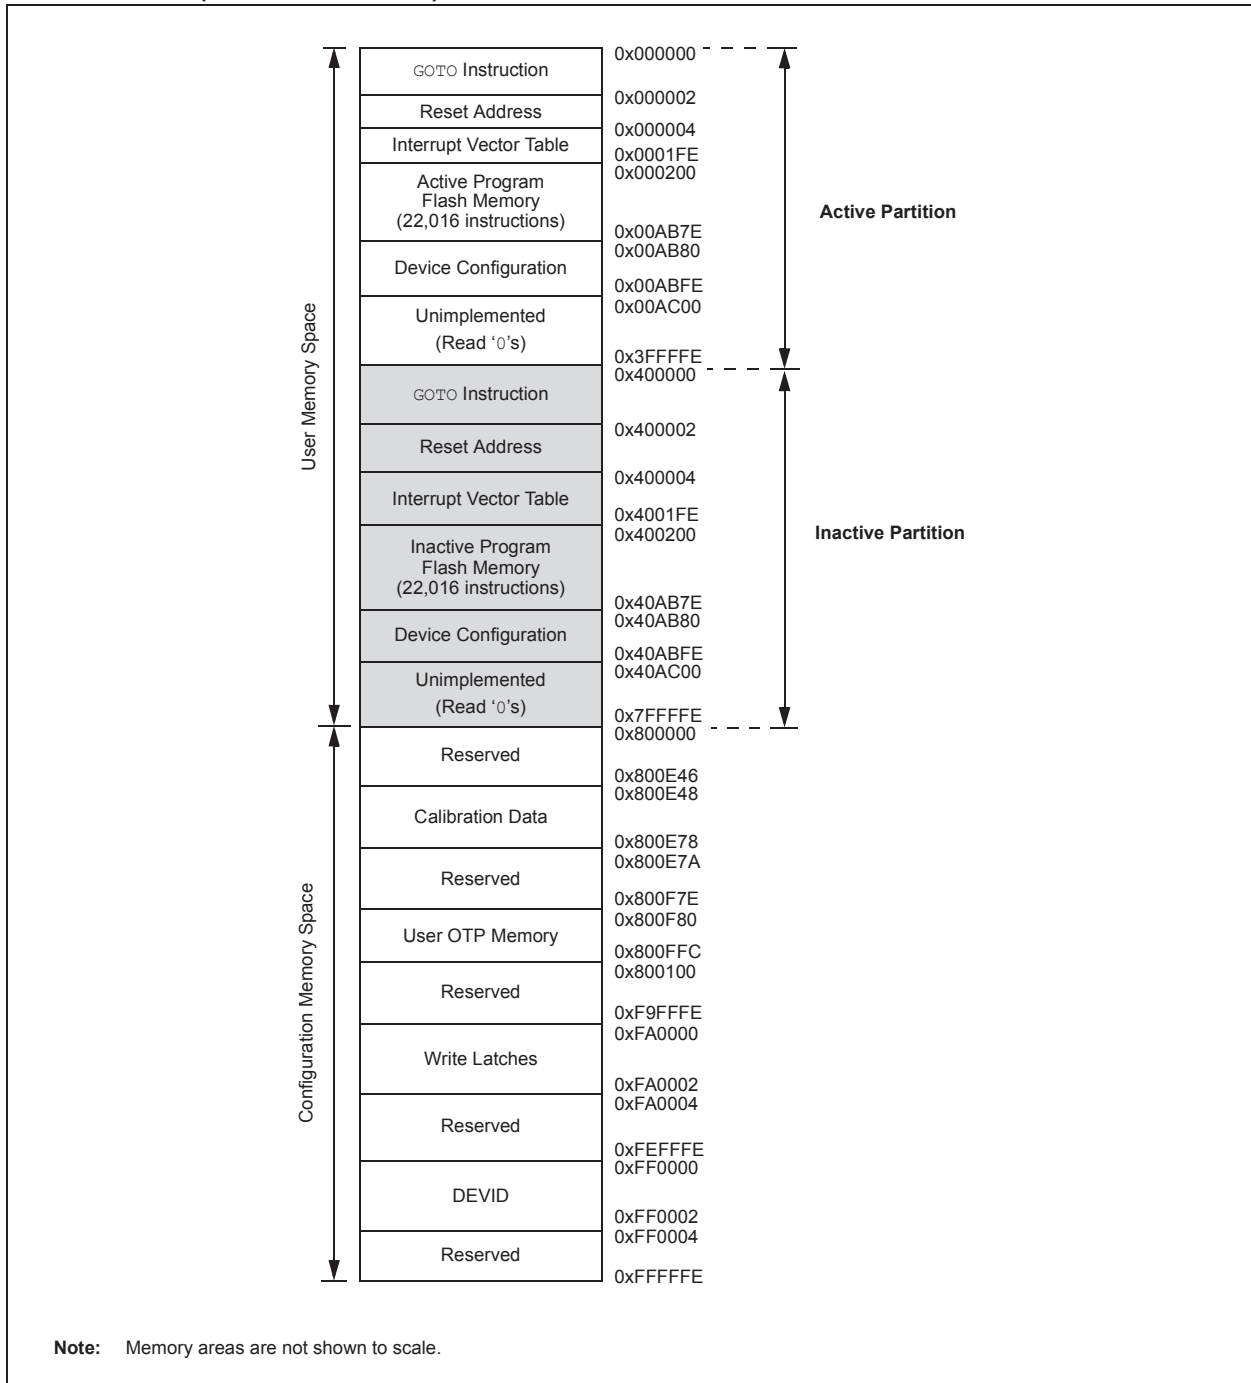 GOTO Instruction
0x000000
0x000002
Reset Address
0x000004
Interrupt Vector Table
0x0001FE
0x000200
Active Program
Flash Memory
(22,016 instructions)
Active Partition
0x00AB7E
0x00AB80
Device Configuration
0x00ABFE
0x00AC00
Unimplemented
(Read ‘0’s)
0x3FFFFE
0x400000
User Memory Space
GOTO Instruction
0x400002
Reset Address
0x400004
Interrupt Vector Table
0x4001FE
0x400200
Inactive Partition
Inactive Program
Flash Memory
(22,016 instructions)
0x40AB7E
0x40AB80
Device Configuration
0x40ABFE
0x40AC00
Unimplemented
(Read ‘0’s)
0x7FFFFE
0x800000
Reserved
0x800E46
0x800E48
Calibration Data
0x800E78
0x800E7A
Reserved
0x800F7E
0x800F80
User OTP Memory
0x800FFC
0x800100
Configuration Memory Space
Reserved
0xF9FFFE
0xFA0000
Write Latches
0xFA0002
0xFA0004
Reserved
0xFEFFFE
0xFF0000
DEVID
0xFF0002
0xFF0004
Reserved
0xFFFFFE
Note: Memory areas are not shown to scale.